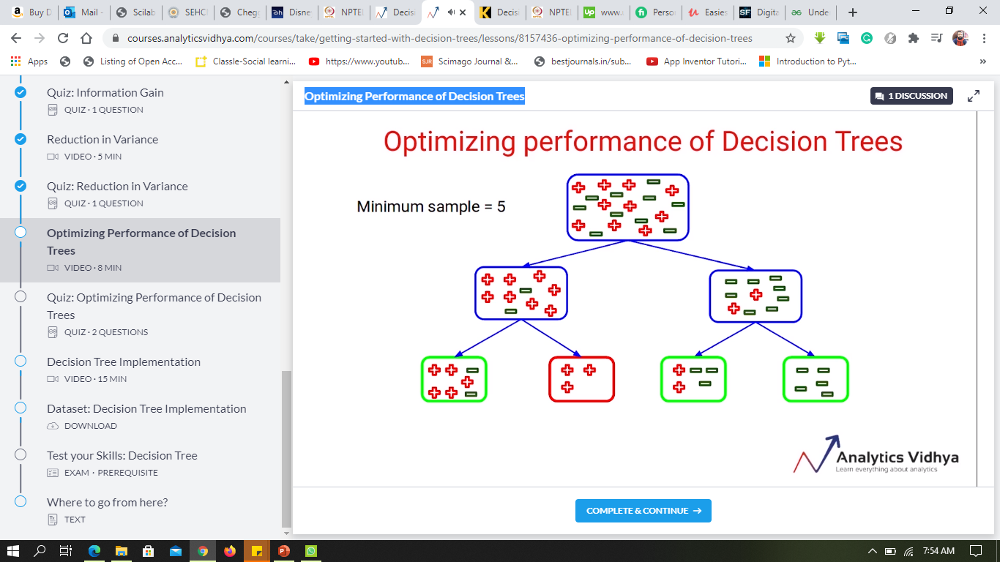 Buy D
Mail -
Scilab
SEHC
Chegg
Disne
NPTEL
Decisi
Decis
NPTEL
www.
Perso
Easies
Digita
Unde
courses.analyticsvidhya.com/courses/take/getting-started-with-decision-trees/lessons/8157436-optimizing-performance-of-decision-trees
Apps
Listing of Open Acc...
Classle-Social learni...
https://www.youtub...
SJR
Scimago Journal &...
bestjournals.in/sub...
App Inventor Tutori...
Introduction to Pyt...
»
Quiz: Information Gain
QUIZ · 1 QUESTION
Reduction in Variance
VIDEO · 5 MIN
Quiz: Reduction in Variance
QUIZ · 1 QUESTION
Optimizing Performance of Decision
Trees
VIDEO · 8 MIN
Quiz: Optimizing Performance of Decision
Trees
QUIZ · 2 QUESTIONS
Decision Tree Implementation
VIDEO · 15 MIN
Dataset: Decision Tree Implementation
DOWNLOAD
Test your Skills: Decision Tree
EXAM · PREREQUISITE
Where to go from here?
TEXT
Optimizing Performance of Decision Trees
1 DISCUSSION
Optimizing performance of Decision Trees
Minimum sample = 5
Analytics Vidhya
Learn everything about analytics
COMPLETE & CONTINUE →
7:54 AM